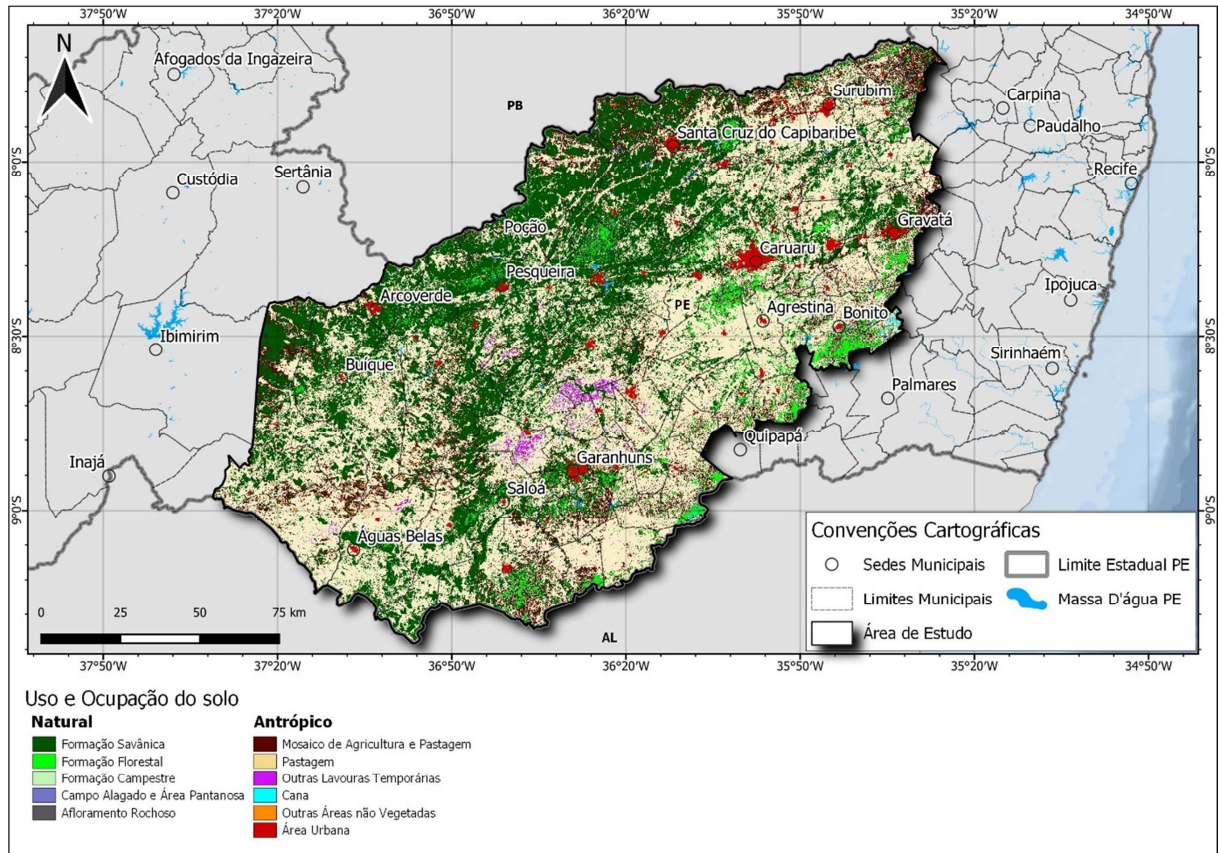 37°50'W 37°20'W 36°50'W 36°20'W 35°50'W 35°20'W 34°50'W
N
Afogados da Ingazeira
PB
Surubim
Carpina
Santa Cruz do Capibaribe
Paudalho
8°0'S 8°0'S
Custódia
Sertânia
Recife
Poção
Gravatá
Caruaru
Pesqueira
Ipojuca
Arcoverde
PE
Agrestina
Bonito
Ibimirim
8°30'S 8°30'S
Sirinhaém
Buíque
Palmares
Quipapá
Inajá
Garanhuns
Saloá
9°0'S 9°0'S
Águas Belas
Convenções Cartográficas
Sedes Municipais
Limite Estadual PE
Limites Municipais
Massa D'água PE
Área de Estudo
0 25 50 75 km
AL
37°50'W 37°20'W 36°50'W 36°20'W 35°50'W 35°20'W 34°50'W
Uso e Ocupação do solo
Natural
Formação Savânica
Formação Florestal
Formação Campestre
Campo Alagado e Área Pantanosa
Afloramento Rochoso
Antrópico
Mosaico de Agricultura e Pastagem
Pastagem
Outras Lavouras Temporárias
Cana
Outras Áreas não Vegetadas
Área Urbana